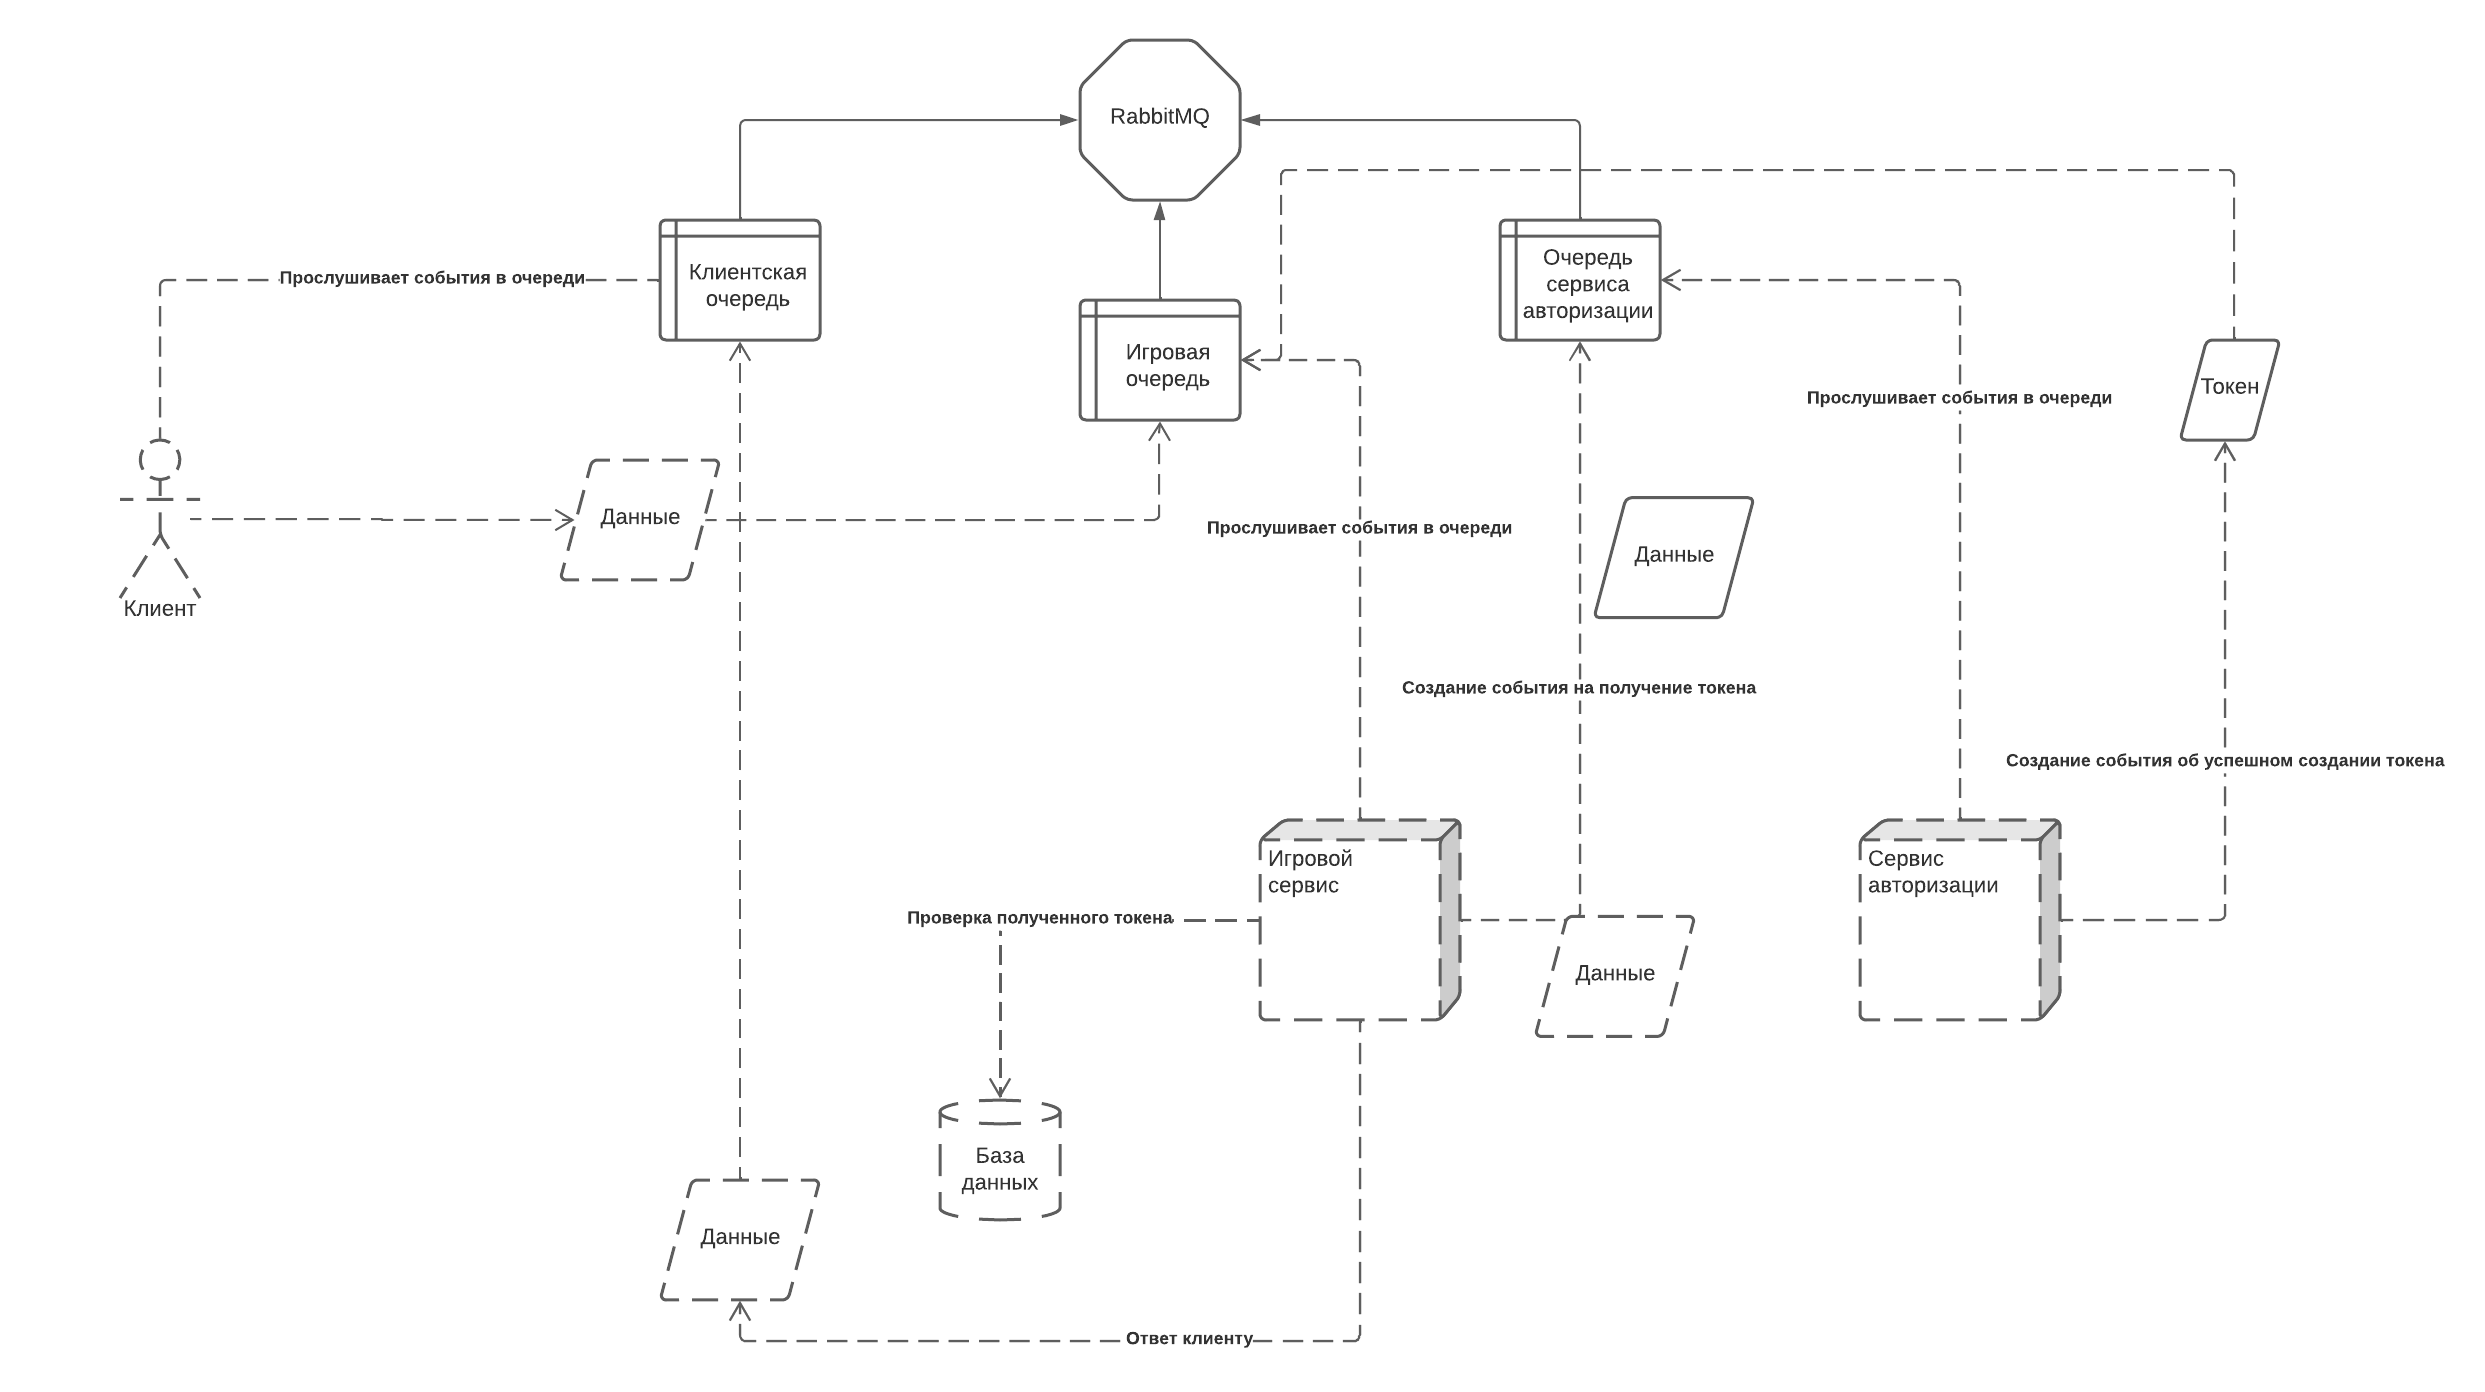 RabbitMQ
Прослушивает события в очереди
Клиентская
очередь
Игровая
очередь
Очередь
сервиса
авторизации
Прослушивает события в очереди
Токен
Клиент
Данные
Прослушивает события в очереди
Данные
Создание события на получение токена
Создание события об успешном создании токена
Игровой
сервис
Сервис
авторизации
Проверка полученного токена
Данные
База
данных
Данные
Ответ клиенту